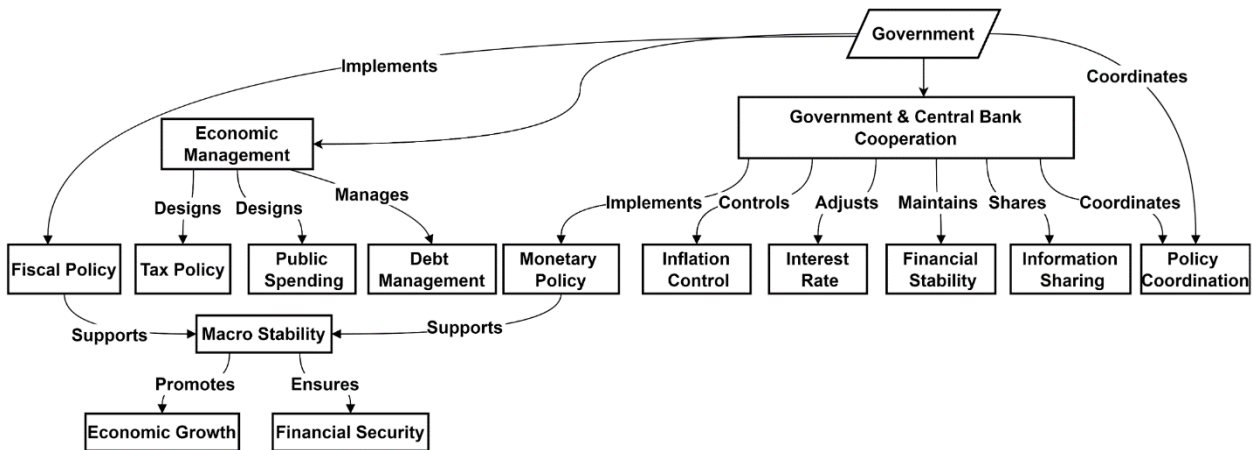 Government
Implements
Coordinates
Economic
Management
Government & Central Bank
Cooperation
Designs
Designs
Manages
Implements
Controls
Adjusts
Maintains
Shares
Coordinates
Fiscal Policy
Tax Policy
Public
Spending
Debt
Management
Monetary
Policy
Inflation
Control
Interest
Rate
Financial
Stability
Information
Sharing
Policy
Coordination
Supports
Macro Stability
Supports
Promotes
Ensures
Economic Growth
Financial Security